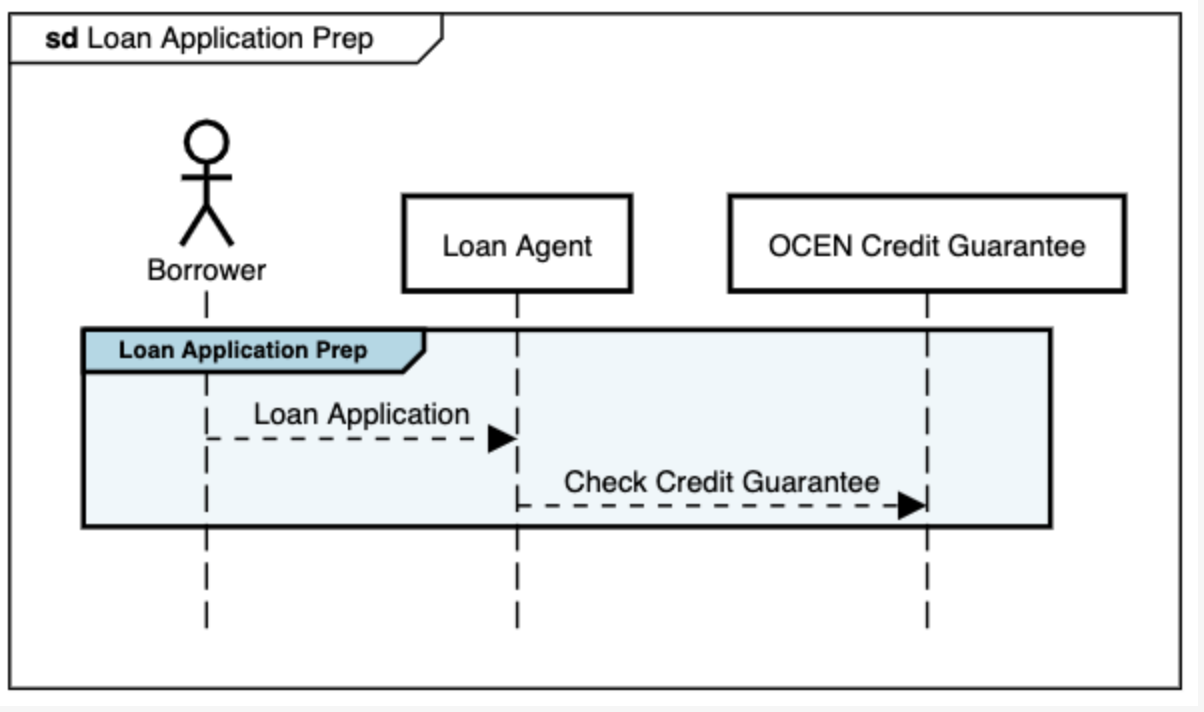 sd Loan Application Prep
Borrower
Loan Agent
OCEN Credit Guarantee
Loan Application Prep
Loan Application
Check Credit Guarantee